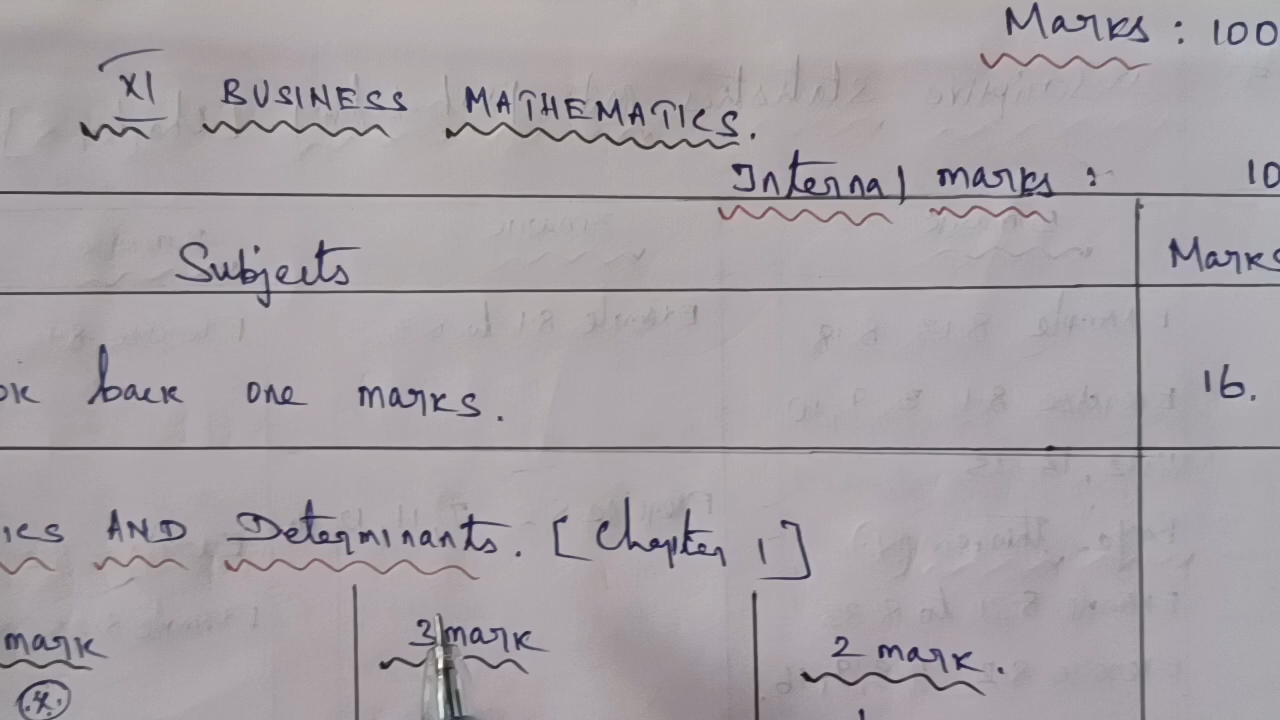 Marks : 100
XI BUSINESS MATHEMATICS.
Internal marks : 10
Subjects Marks
back one marks. 16.
AND Determinants. [Chapter 1]
mark 3 mark 2 mark.